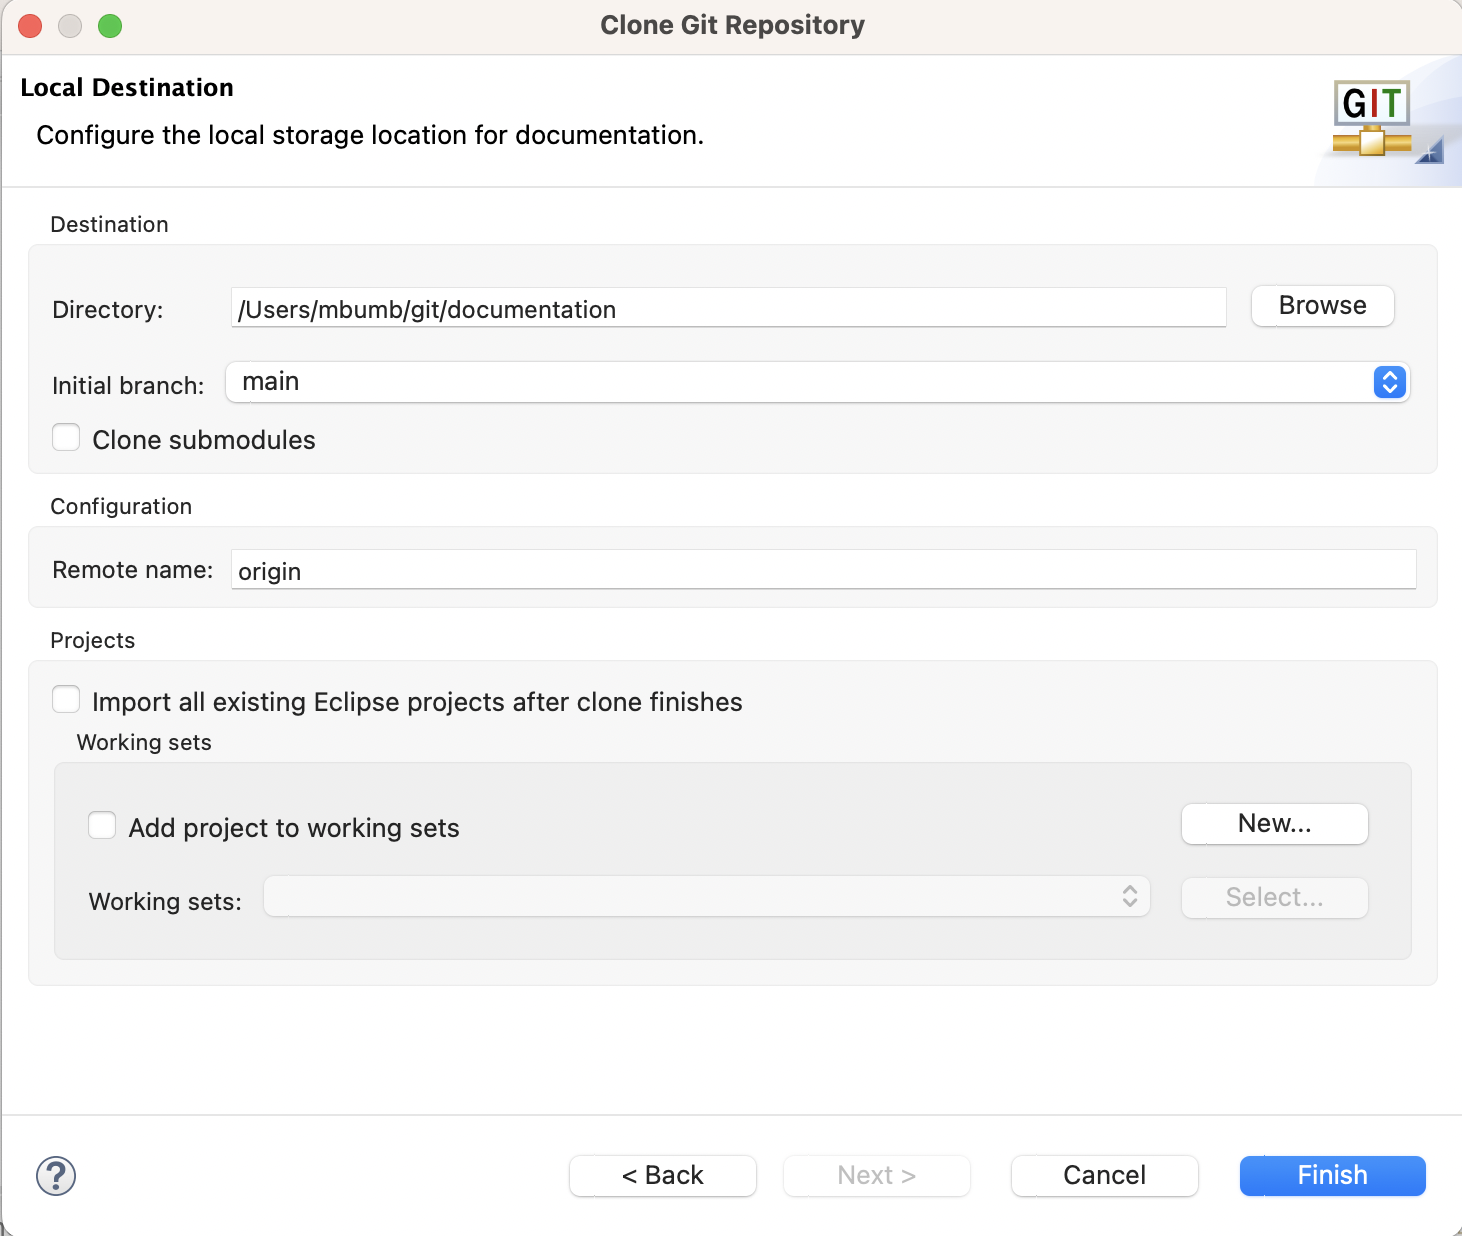 Clone Git Repository
Local Destination
Configure the local storage location for documentation.
GIT
Destination
Directory: /Users/mbumb/git/documentation Browse
Initial branch: main
Clone submodules
Configuration
Remote name: origin
Projects
Import all existing Eclipse projects after clone finishes
Working sets
Add project to working sets New...
Working sets: Select...
? < Back Next > Cancel Finish